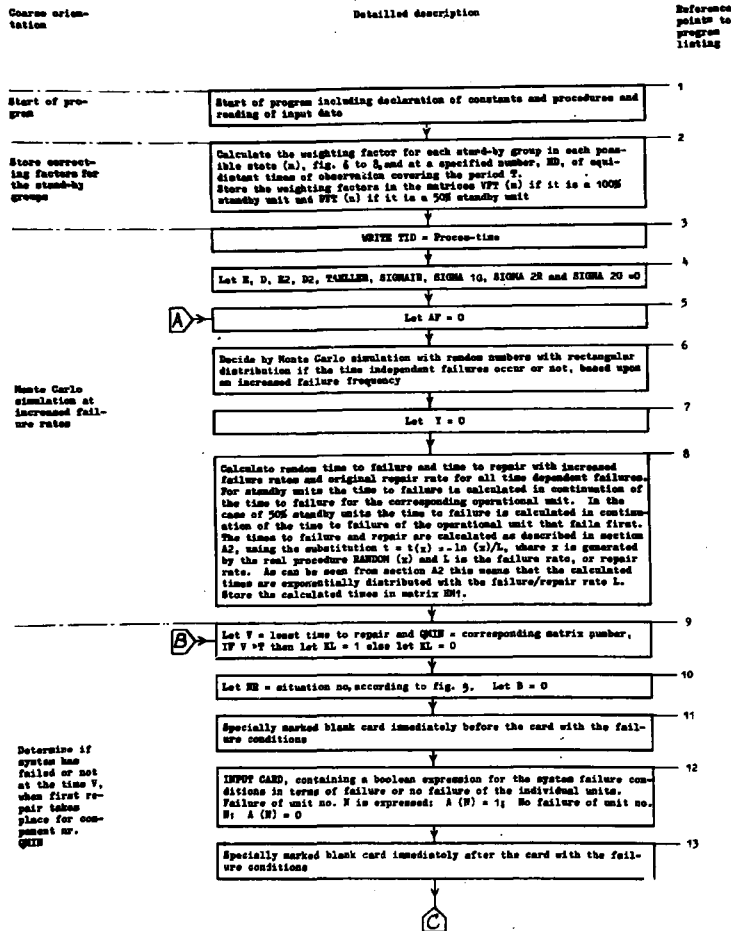 Coarse orien-
tation
Detailled description
Reference
points to
program
listing
1
Start of pro-
gram
Start of program including declaration of constants and procedures and
reading of input data
2
Store correct-
ing factors for
the stand-by
groups
Calculate the weighting factor for each stand-by group in each pos-
sible state (n), fig. 6 to 8, and at a specified number, ND, of equi-
distant times of observation covering the period T.
Store the weighting factors in the matrices VFT (n) if it is a 100%
standby unit and DFT (n) if it is a 50% standby unit
3
WRITE TID = Proces-time
4
Let E, D, E2, D2, TAELLER, SIGMA1R, SIGMA 1G, SIGMA 2R and SIGMA 2G =0
5
A
Let AF = 0
6
Decide by Monte Carlo simulation with random numbers with rectangular
distribution if the time independent failures occur or not, based upon
an increased failure frequency
Monte Carlo
simulation at
increased fail-
ure rates
7
Let Y = 0
8
Calculate random time to failure and time to repair with increased
failure rates and original repair rate for all time dependent failures.
For standby units the time to failure is calculated in continuation of
the time to failure for the corresponding operational unit. In the
case of 50% standby units the time to failure is calculated in continu-
ation of the time to failure of the operational unit that fails first.
The times to failure and repair are calculated as described in section
A2, using the substitution t = t(x) = -ln (x)/L, where x is generated
by the real procedure RANDOM (x) and L is the failure rate, or repair
rate. As can be seen from section A2 this means that the calculated
times are exponentially distributed with the failure/repair rate L.
Store the calculated times in matrix HM1.
9
B
Let V = least time to repair and QMIN = corresponding matrix number,
IF V >T then let KL = 1 else let KL = 0
10
Let NR = situation no, according to fig. 9. Let B = 0
11
Specially marked blank card immediately before the card with the fail-
ure conditions
12
Determine if
system has
failed or not
at the time V,
when first re-
pair takes
place for com-
ponent nr.
QMIN
INPUT CARD, containing a boolean expression for the system failure con-
ditions in terms of failure or no failure of the individual units.
Failure of unit no. N is expressed: A (N) = 1; No failure of unit no.
N: A (N) = 0
13
Specially marked blank card immediately after the card with the fail-
ure conditions
C